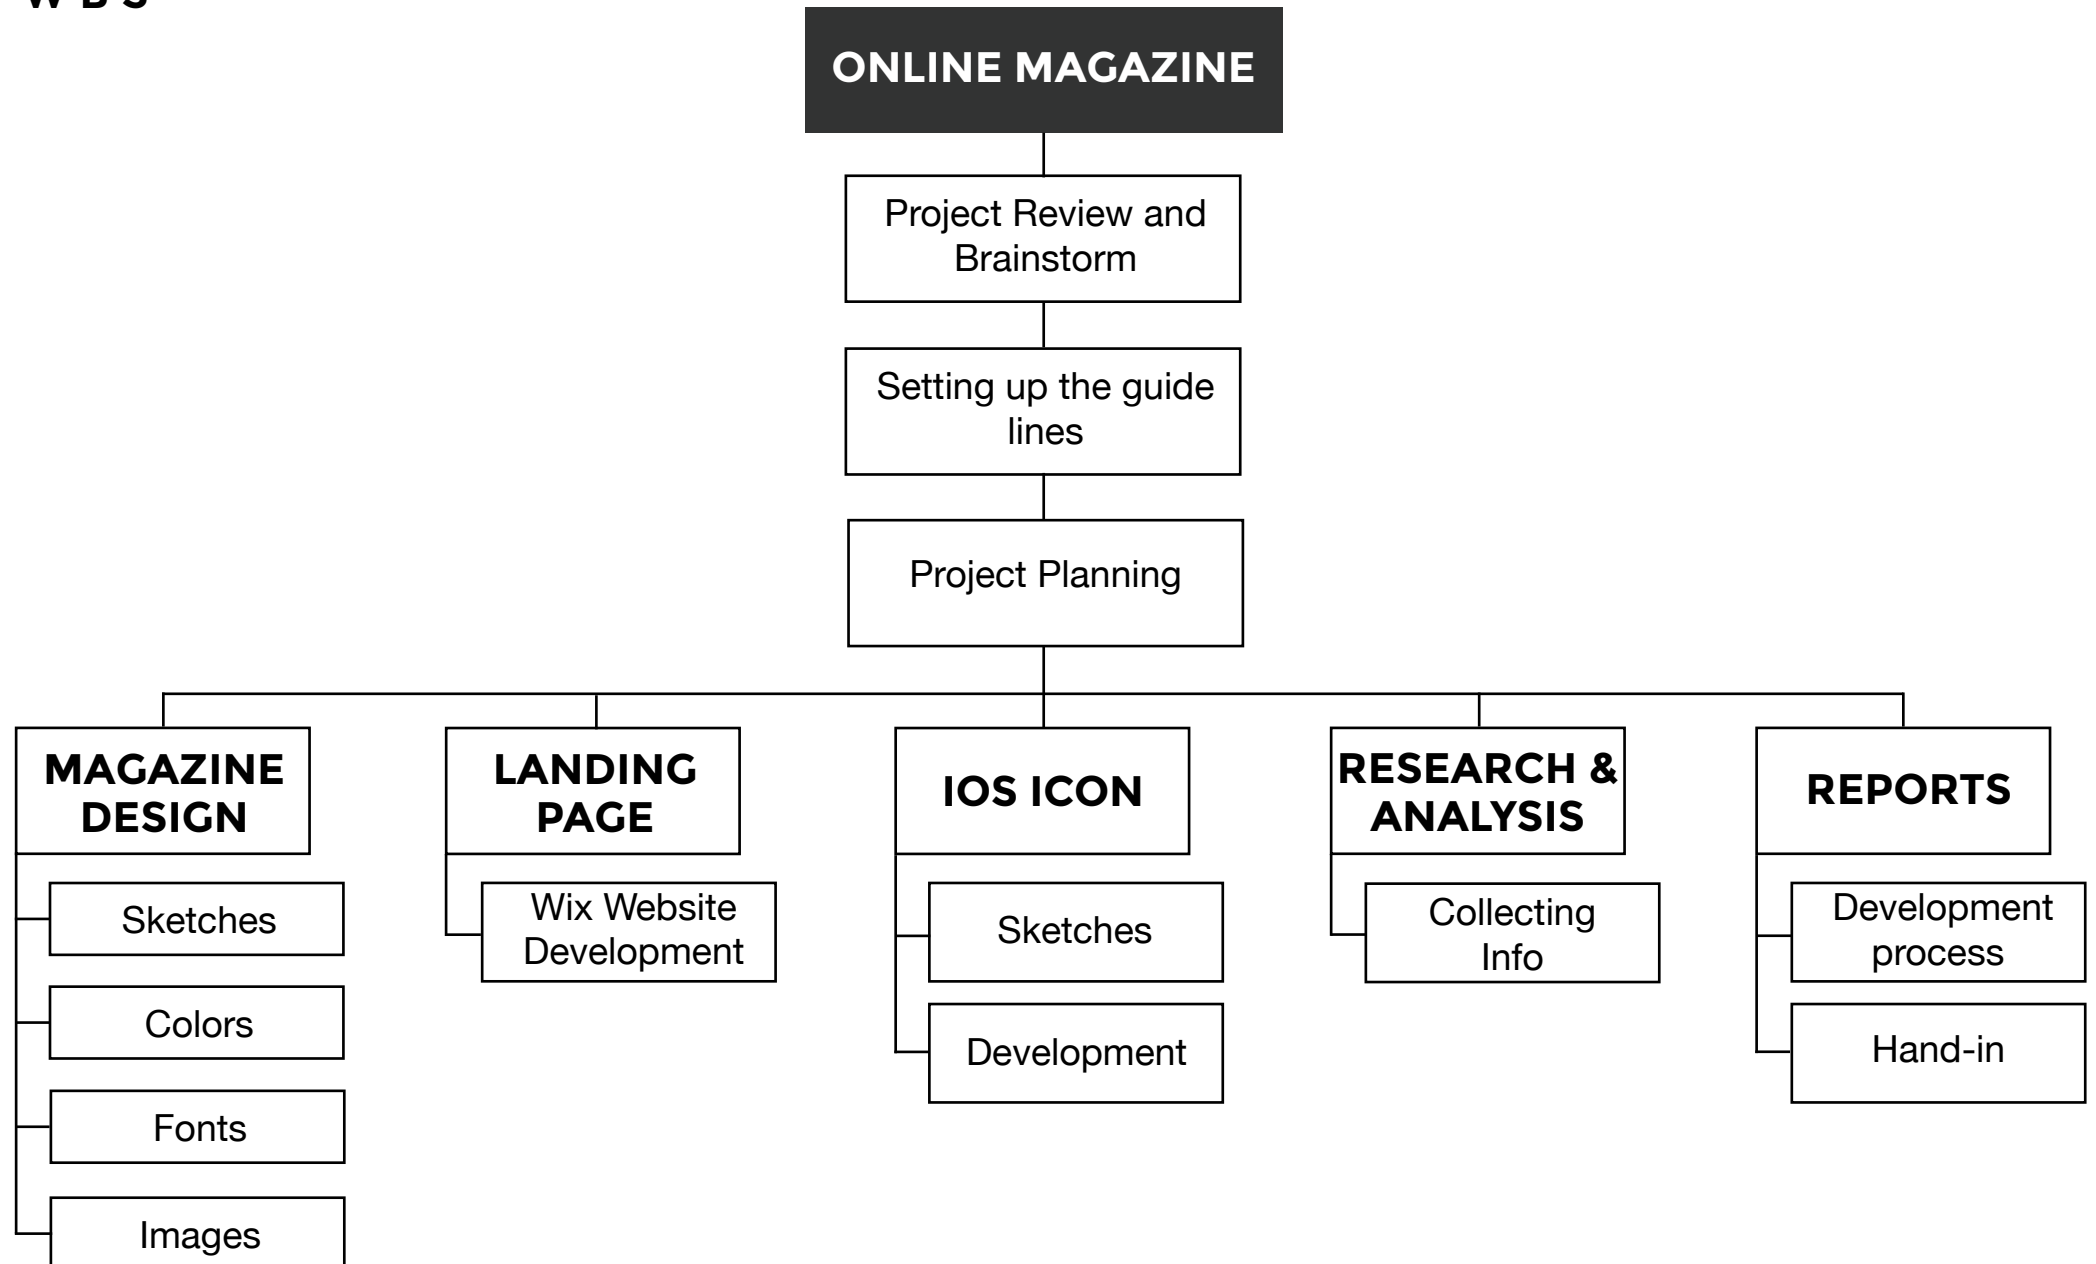 W B S
ONLINE MAGAZINE
Project Review and
Brainstorm
Setting up the guide
lines
Project Planning
MAGAZINE
DESIGN
Sketches
Colors
Fonts
Images
LANDING
PAGE
Wix Website
Development
IOS ICON
Sketches
Development
RESEARCH &
ANALYSIS
Collecting
Info
REPORTS
Development
process
Hand-in